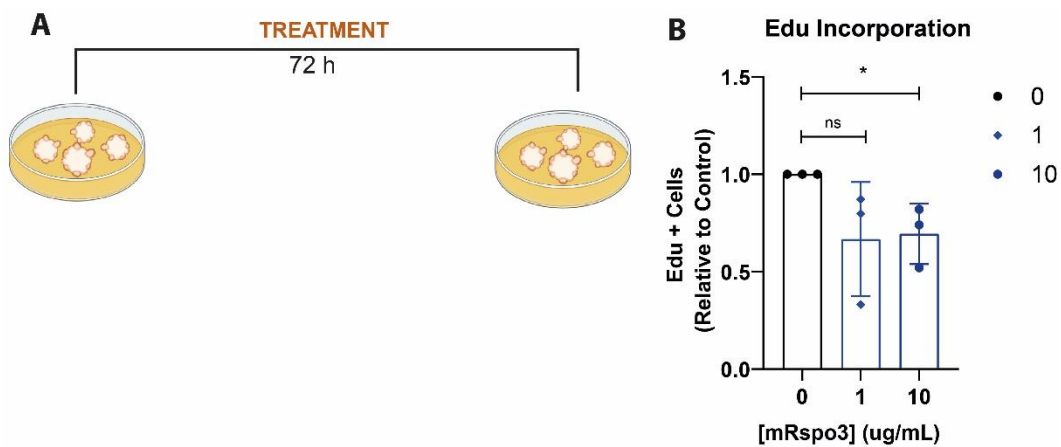 A
TREATMENT
72 h
B
Edu Incorporation
Edu + Cells
(Relative to Control)
1.5
1.0
0.5
0.0
*
ns
0
1
10
[mRspo3] (ug/mL)
0
1
10